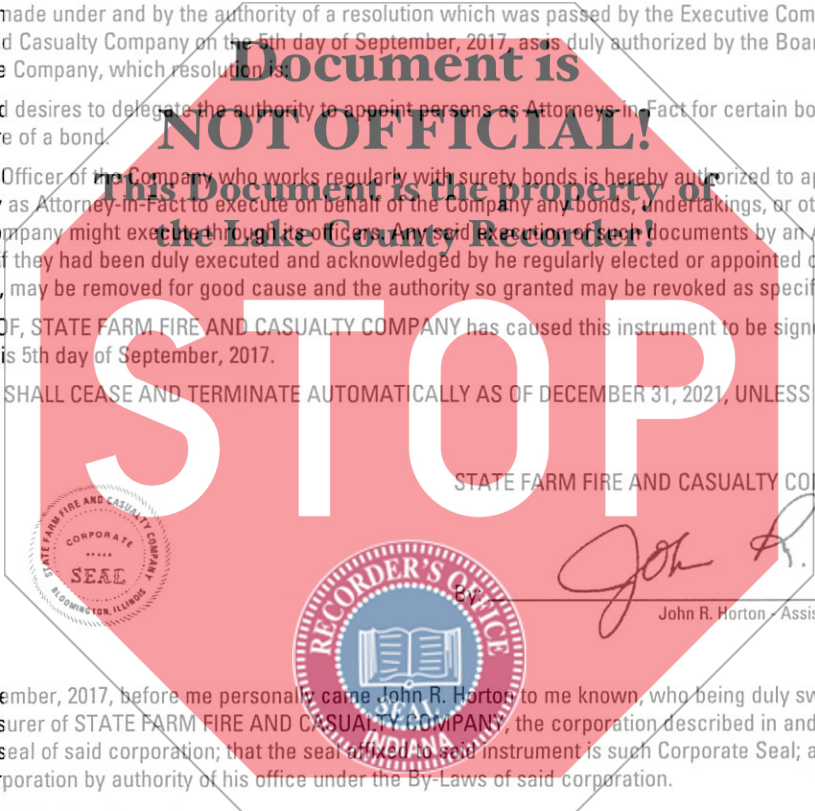 made under and by the authority of a resolution which was passed by the Executive Com
d Casualty Company on the 5th day of September, 2017, as is duly authorized by the Boar
e Company, which resolution is:
Document is
d desires to delegate the authority to appoint persons as Attorneys-in-Fact for certain bo
e of a bond.
NOT OFFICIAL!
Officer of the Company who works regularly with surety bonds is hereby authorized to ap
This Document is the property of
y as Attorney-in-Fact to execute on behalf of the Company any bonds, undertakings, or ot
mpany might execute through its officers. Any said execution of such documents by an A
the Lake County Recorder!
f they had been duly executed and acknowledged by he regularly elected or appointed o
, may be removed for good cause and the authority so granted may be revoked as specif
OF, STATE FARM FIRE AND CASUALTY COMPANY has caused this instrument to be signe
is 5th day of September, 2017.
STOP
SHALL CEASE AND TERMINATE AUTOMATICALLY AS OF DECEMBER 31, 2021, UNLESS
STATE FARM FIRE AND CASUALTY CO
STATE FARM FIRE AND CASUALTY COMPANY
CORPORATE
SEAL
BLOOMINGTON, ILLINOIS
John R.
By
John R. Horton - Assis
RECORDER'S OFFICE
SEAL
INDIANA
ember, 2017, before me personally came John R. Horton to me known, who being duly sw
surer of STATE FARM FIRE AND CASUALTY COMPANY, the corporation described in and
seal of said corporation; that the seal affixed to said instrument is such Corporate Seal; a
rporation by authority of his office under the By-Laws of said corporation.